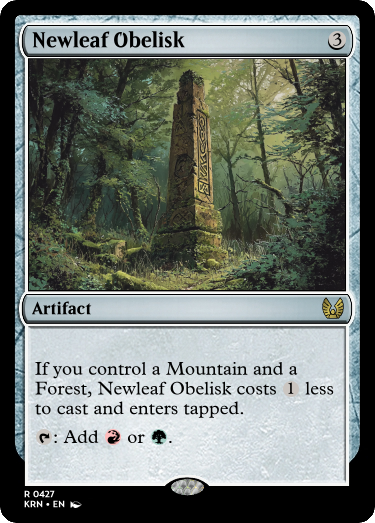 Newleaf Obelisk 3
Artifact
If you control a Mountain and a
Forest, Newleaf Obelisk costs 1 less
to cast and enters tapped.
: Add or .
R 0427
KRN • EN